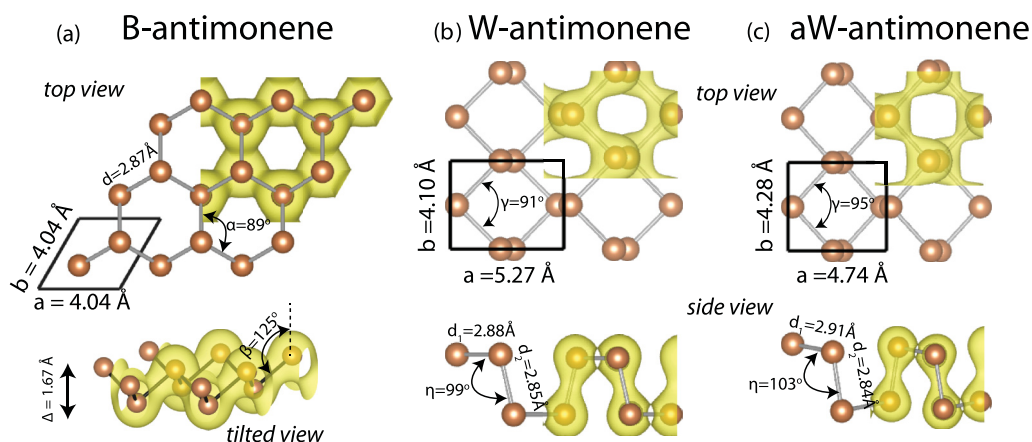 (a) B-antimonene
top view
d=2.87Å
α=89°
b = 4.04 Å
a = 4.04 Å
Δ = 1.67 Å
β=125°
tilted view
(b) W-antimonene
b=4.10 Å
γ=91°
a=5.27 Å
d₁=2.88Å
d₂=2.85Å
η=99°
(c) aW-antimonene
top view
b=4.28 Å
γ=95°
a=4.74 Å
side view
d₁=2.91Å
d₂=2.84Å
η=103°